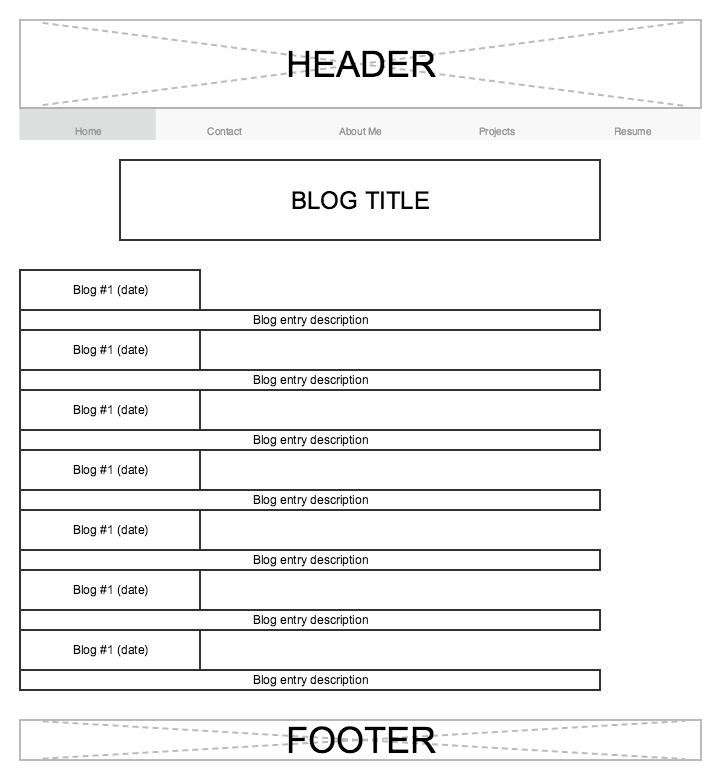 HEADER
Home Contact About Me Projects Resume
BLOG TITLE
Blog #1 (date)
Blog entry description
Blog #1 (date)
Blog entry description
Blog #1 (date)
Blog entry description
Blog #1 (date)
Blog entry description
Blog #1 (date)
Blog entry description
Blog #1 (date)
Blog entry description
Blog #1 (date)
Blog entry description
FOOTER